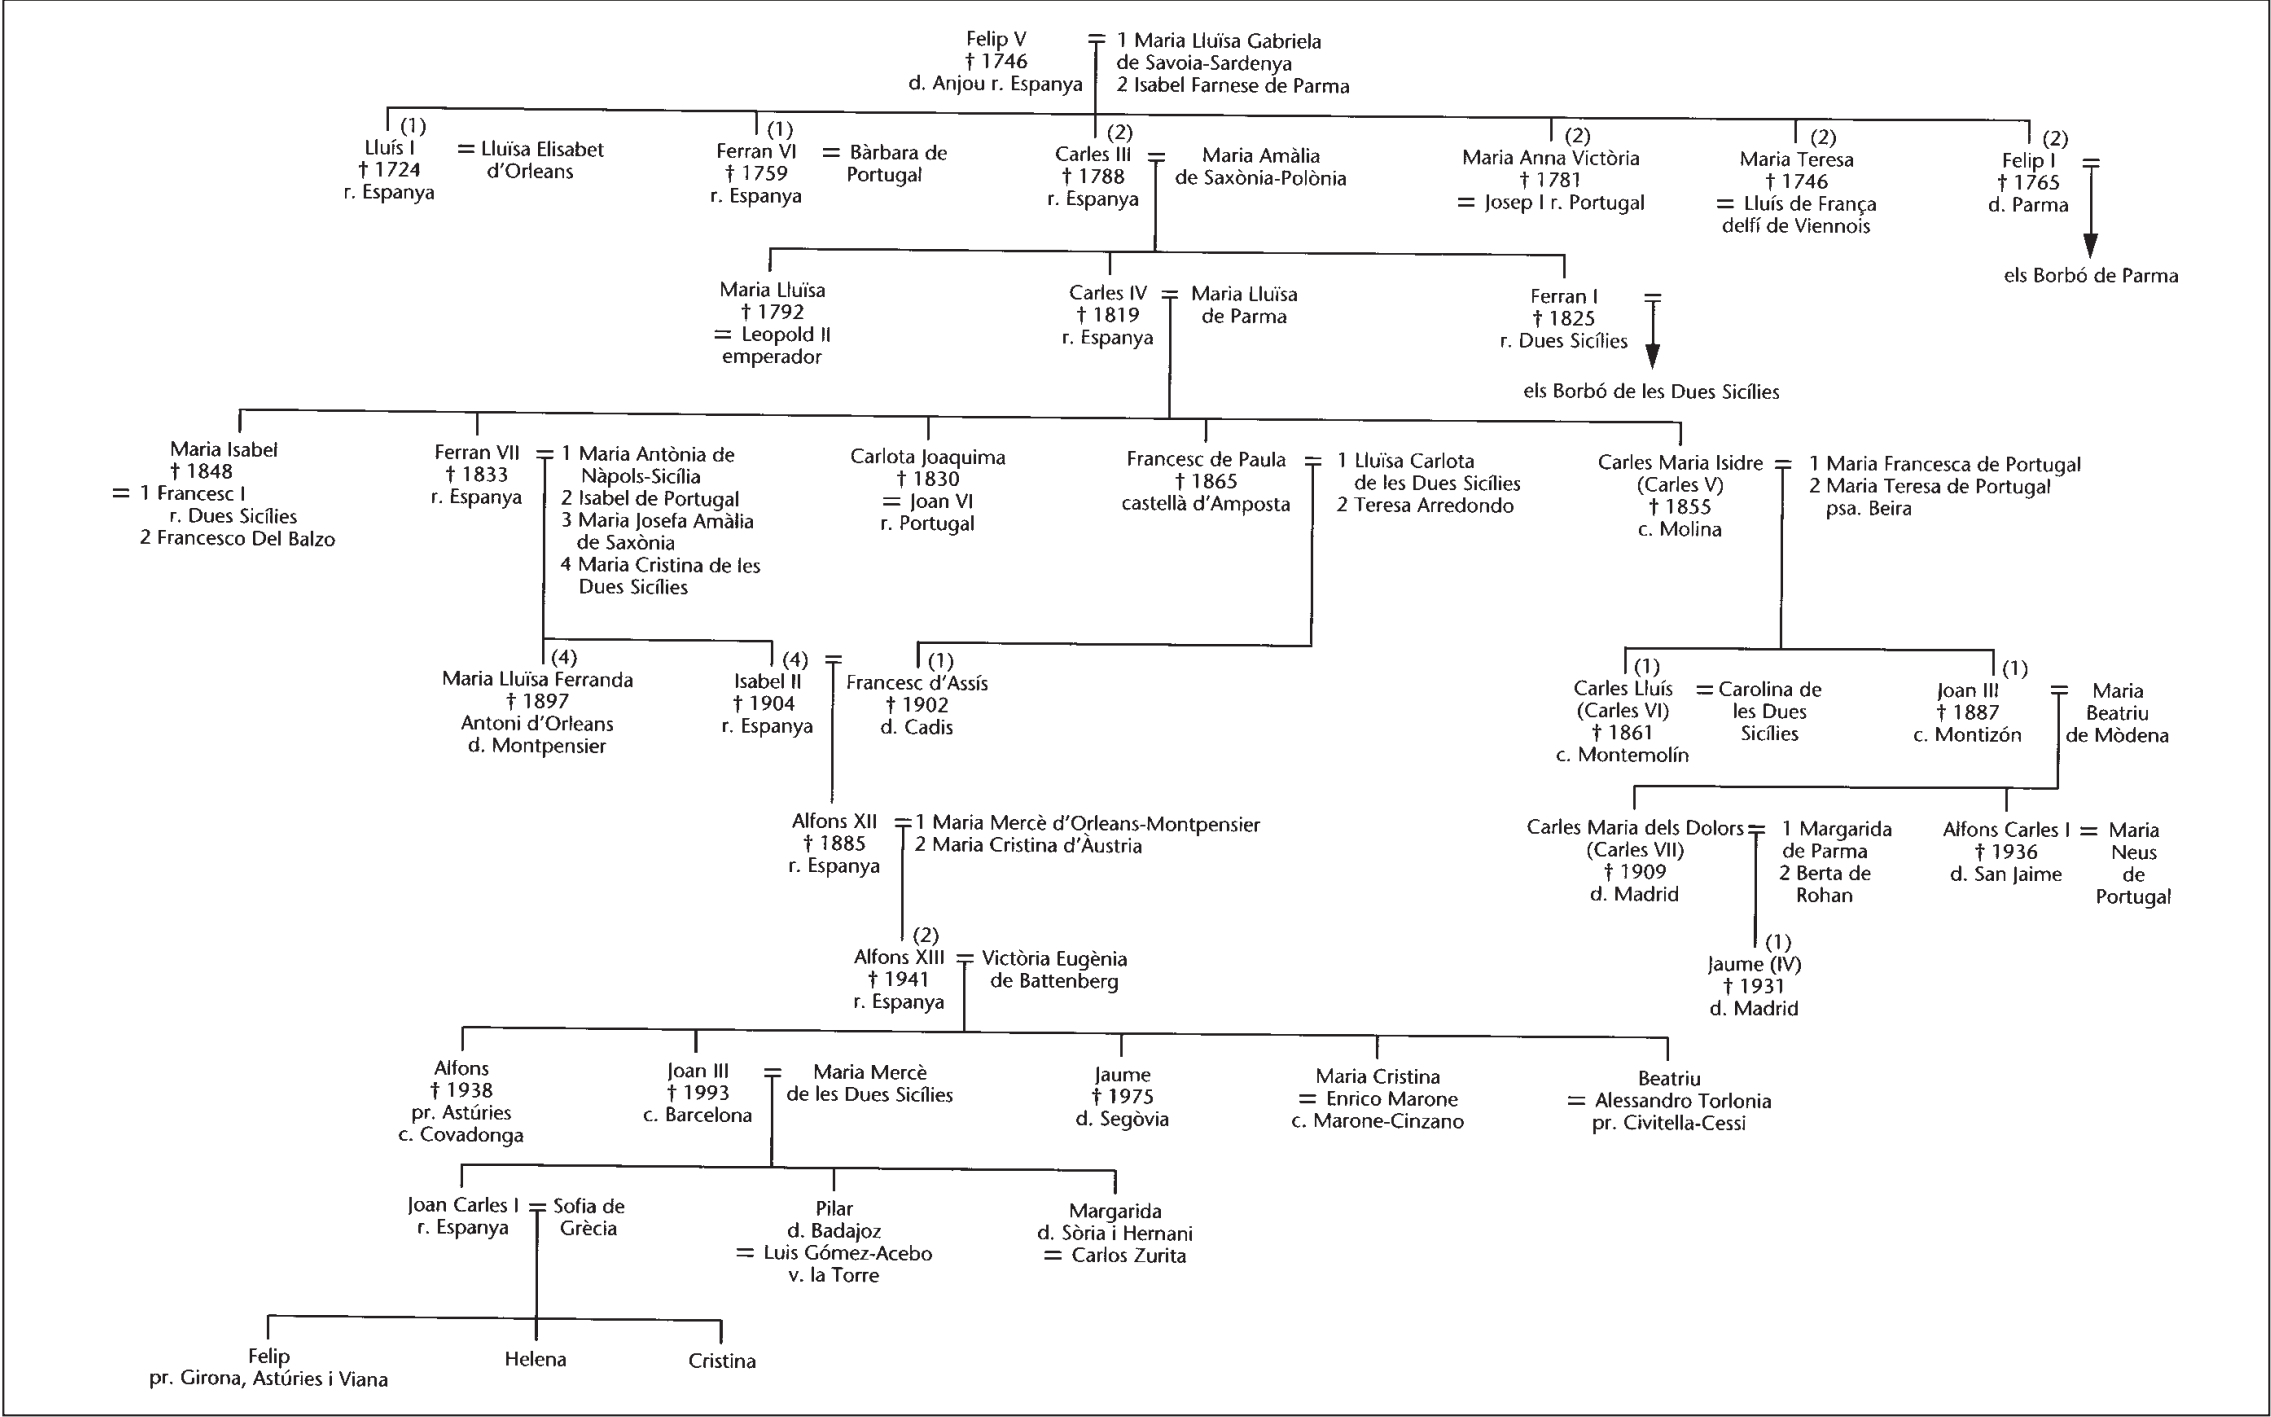 Felip V
† 1746
d. Anjou r. Espanya
= 1 Maria Lluïsa Gabriela
de Savoia-Sardenya
2 Isabel Farnese de Parma
(1)
Lluís I
† 1724
r. Espanya
= Lluïsa Elisabet
d'Orleans
(1)
Ferran VI
† 1759
r. Espanya
= Bàrbara de
Portugal
(2)
Carles III
† 1788
r. Espanya
= Maria Amàlia
de Saxònia-Polònia
(2)
Maria Anna Victòria
† 1781
= Josep I r. Portugal
(2)
Maria Teresa
† 1746
= Lluís de França
delfí de Viennois
(2)
Felip I =
† 1765
d. Parma
els Borbó de Parma
Maria Lluïsa
† 1792
= Leopold II
emperador
Carles IV
† 1819
r. Espanya
= Maria Lluïsa
de Parma
Ferran I =
† 1825
r. Dues Sicílies
els Borbó de les Dues Sicílies
Maria Isabel
† 1848
= 1 Francesc I
r. Dues Sicílies
2 Francesco Del Balzo
Ferran VII
† 1833
r. Espanya
= 1 Maria Antònia de
Nàpols-Sicília
2 Isabel de Portugal
3 Maria Josefa Amàlia
de Saxònia
4 Maria Cristina de les
Dues Sicílies
Carlota Joaquima
† 1830
= Joan VI
r. Portugal
Francesc de Paula
† 1865
castellà d'Amposta
= 1 Lluïsa Carlota
de les Dues Sicílies
2 Teresa Arredondo
Carles Maria Isidre
(Carles V)
† 1855
c. Molina
= 1 Maria Francesca de Portugal
2 Maria Teresa de Portugal
psa. Beira
(4)
Maria Lluïsa Ferranda
† 1897
Antoni d'Orleans
d. Montpensier
(4) =
Isabel II
† 1904
r. Espanya
(1)
Francesc d'Assís
† 1902
d. Cadis
(1)
Carles Lluís
(Carles VI)
† 1861
c. Montemolín
= Carolina de
les Dues
Sicílies
(1)
Joan III
† 1887
c. Montizón
= Maria
Beatriu
de Mòdena
Alfons XII
† 1885
r. Espanya
= 1 Maria Mercè d'Orleans-Montpensier
2 Maria Cristina d'Àustria
Carles Maria dels Dolors
(Carles VII)
† 1909
d. Madrid
= 1 Margarida
de Parma
2 Berta de
Rohan
Alfons Carles I
† 1936
d. San Jaime
= Maria
Neus
de
Portugal
(2)
Alfons XIII
† 1941
r. Espanya
= Victòria Eugènia
de Battenberg
(1)
Jaume (IV)
† 1931
d. Madrid
Alfons
† 1938
pr. Astúries
c. Covadonga
Joan III
† 1993
c. Barcelona
= Maria Mercè
de les Dues Sicílies
Jaume
† 1975
d. Segòvia
Maria Cristina
= Enrico Marone
c. Marone-Cinzano
Beatriu
= Alessandro Torlonia
pr. Civitella-Cessi
Joan Carles I
r. Espanya
= Sofia de
Grècia
Pilar
d. Badajoz
= Luis Gómez-Acebo
v. la Torre
Margarida
d. Sòria i Hernani
= Carlos Zurita
Felip
pr. Girona, Astúries i Viana
Helena
Cristina